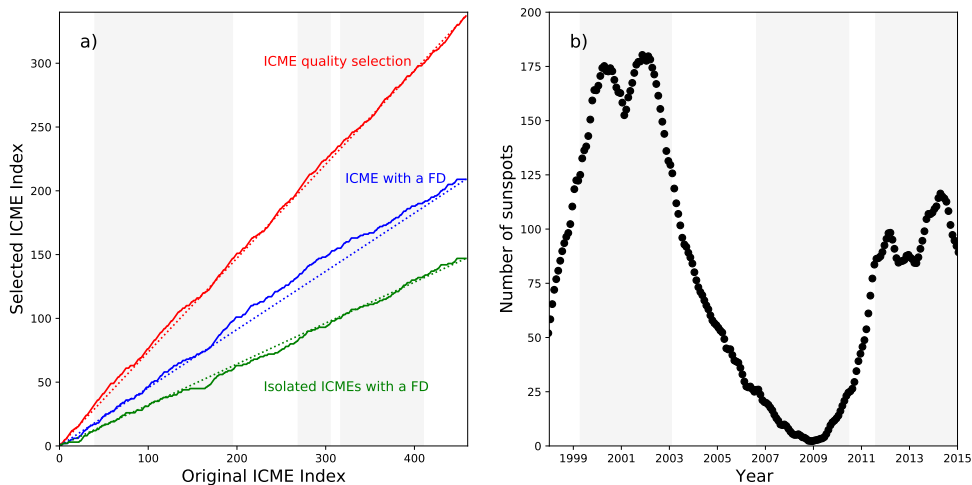 a)
ICME quality selection
ICME with a FD
Isolated ICMEs with a FD
Selected ICME Index
0
50
100
150
200
250
300
0 100 200 300 400
Original ICME Index
b)
Number of sunspots
0
25
50
75
100
125
150
175
200
1999 2001 2003 2005 2007 2009 2011 2013 2015
Year